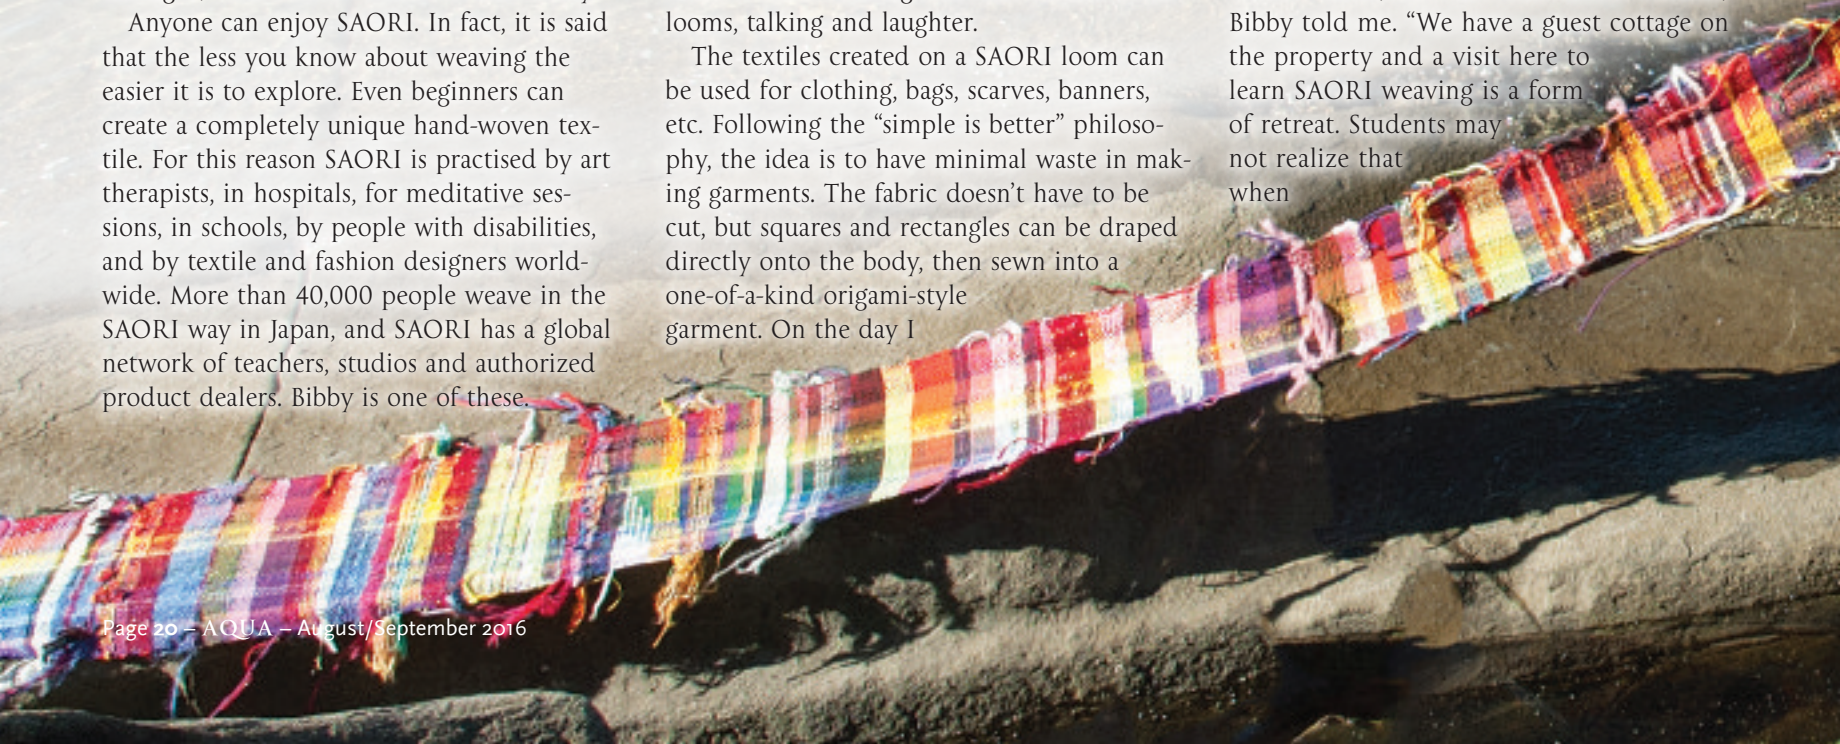 Anyone can enjoy SAORI. In fact, it is said
that the less you know about weaving the
easier it is to explore. Even beginners can
create a completely unique hand-woven tex-
tile. For this reason SAORI is practised by art
therapists, in hospitals, for meditative ses-
sions, in schools, by people with disabilities,
and by textile and fashion designers world-
wide. More than 40,000 people weave in the
SAORI way in Japan, and SAORI has a global
network of teachers, studios and authorized
product dealers. Bibby is one of these.
looms, talking and laughter.
The textiles created on a SAORI loom can
be used for clothing, bags, scarves, banners,
etc. Following the “simple is better” philoso-
phy, the idea is to have minimal waste in mak-
ing garments. The fabric doesn’t have to be
cut, but squares and rectangles can be draped
directly onto the body, then sewn into a
one-of-a-kind origami-style
garment. On the day I
Bibby told me. “We have a guest cottage on
the property and a visit here to
learn SAORI weaving is a form
of retreat. Students may
not realize that
when
Page 20 – AQUA – August/September 2016